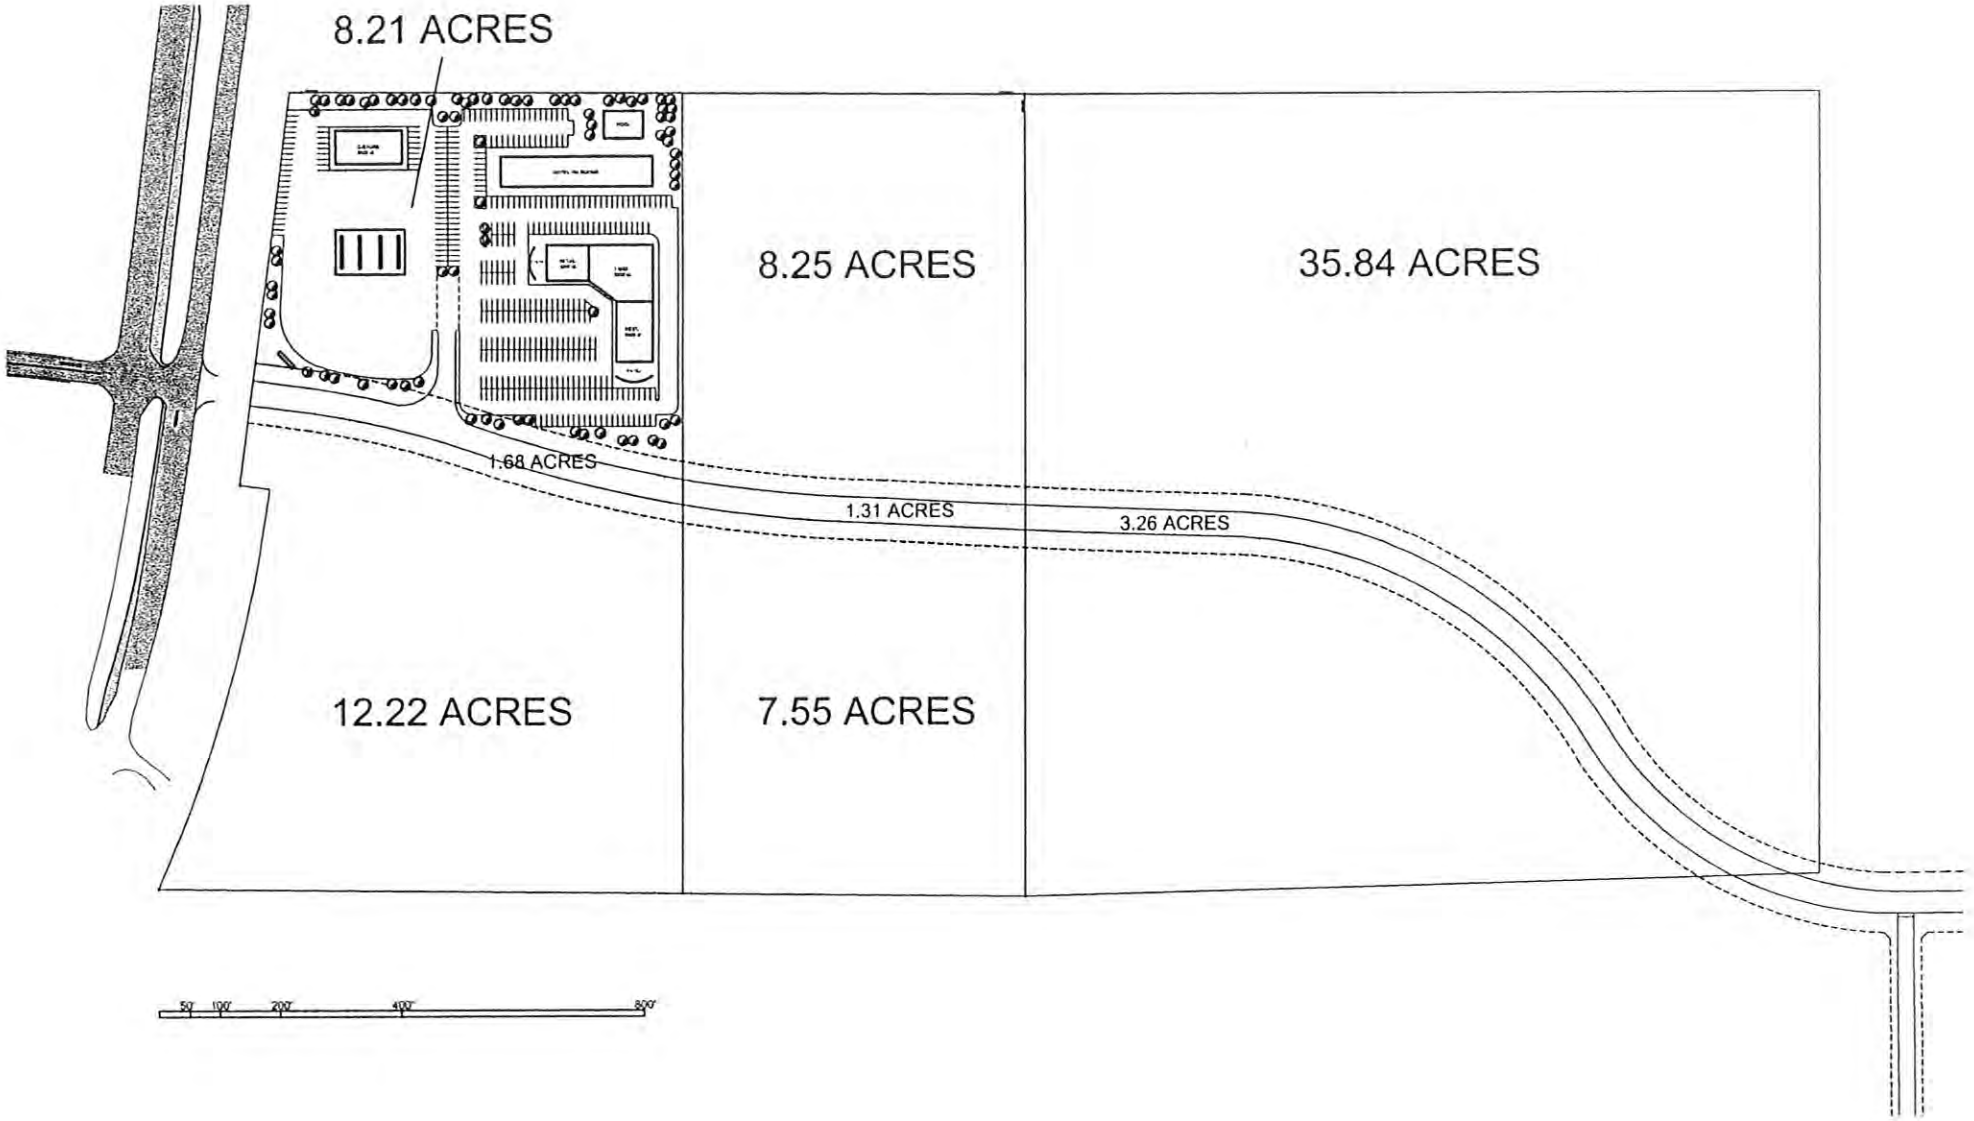 8.21 ACRES
8.25 ACRES
35.84 ACRES
1.68 ACRES
1.31 ACRES
3.26 ACRES
12.22 ACRES
7.55 ACRES
50' 100' 200' 400' 800'